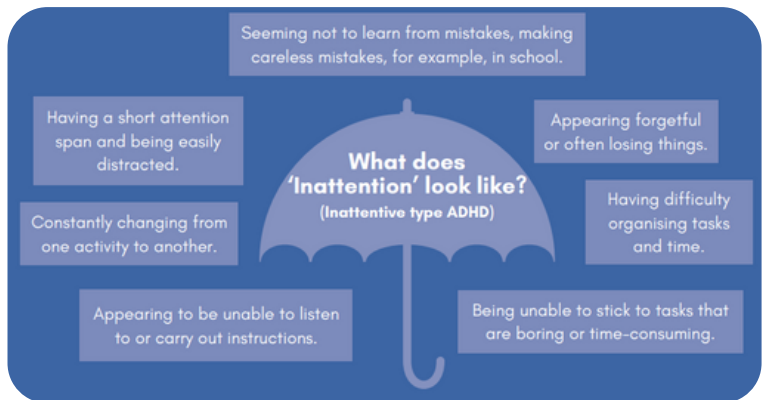 Seeming not to learn from mistakes, making
careless mistakes, for example, in school.
Having a short attention
span and being easily
distracted.
Appearing forgetful
or often losing things.
What does
‘Inattention’ look like?
(Inattentive type ADHD)
Constantly changing from
one activity to another.
Having difficulty
organising tasks
and time.
Appearing to be unable to listen
to or carry out instructions.
Being unable to stick to tasks that
are boring or time-consuming.